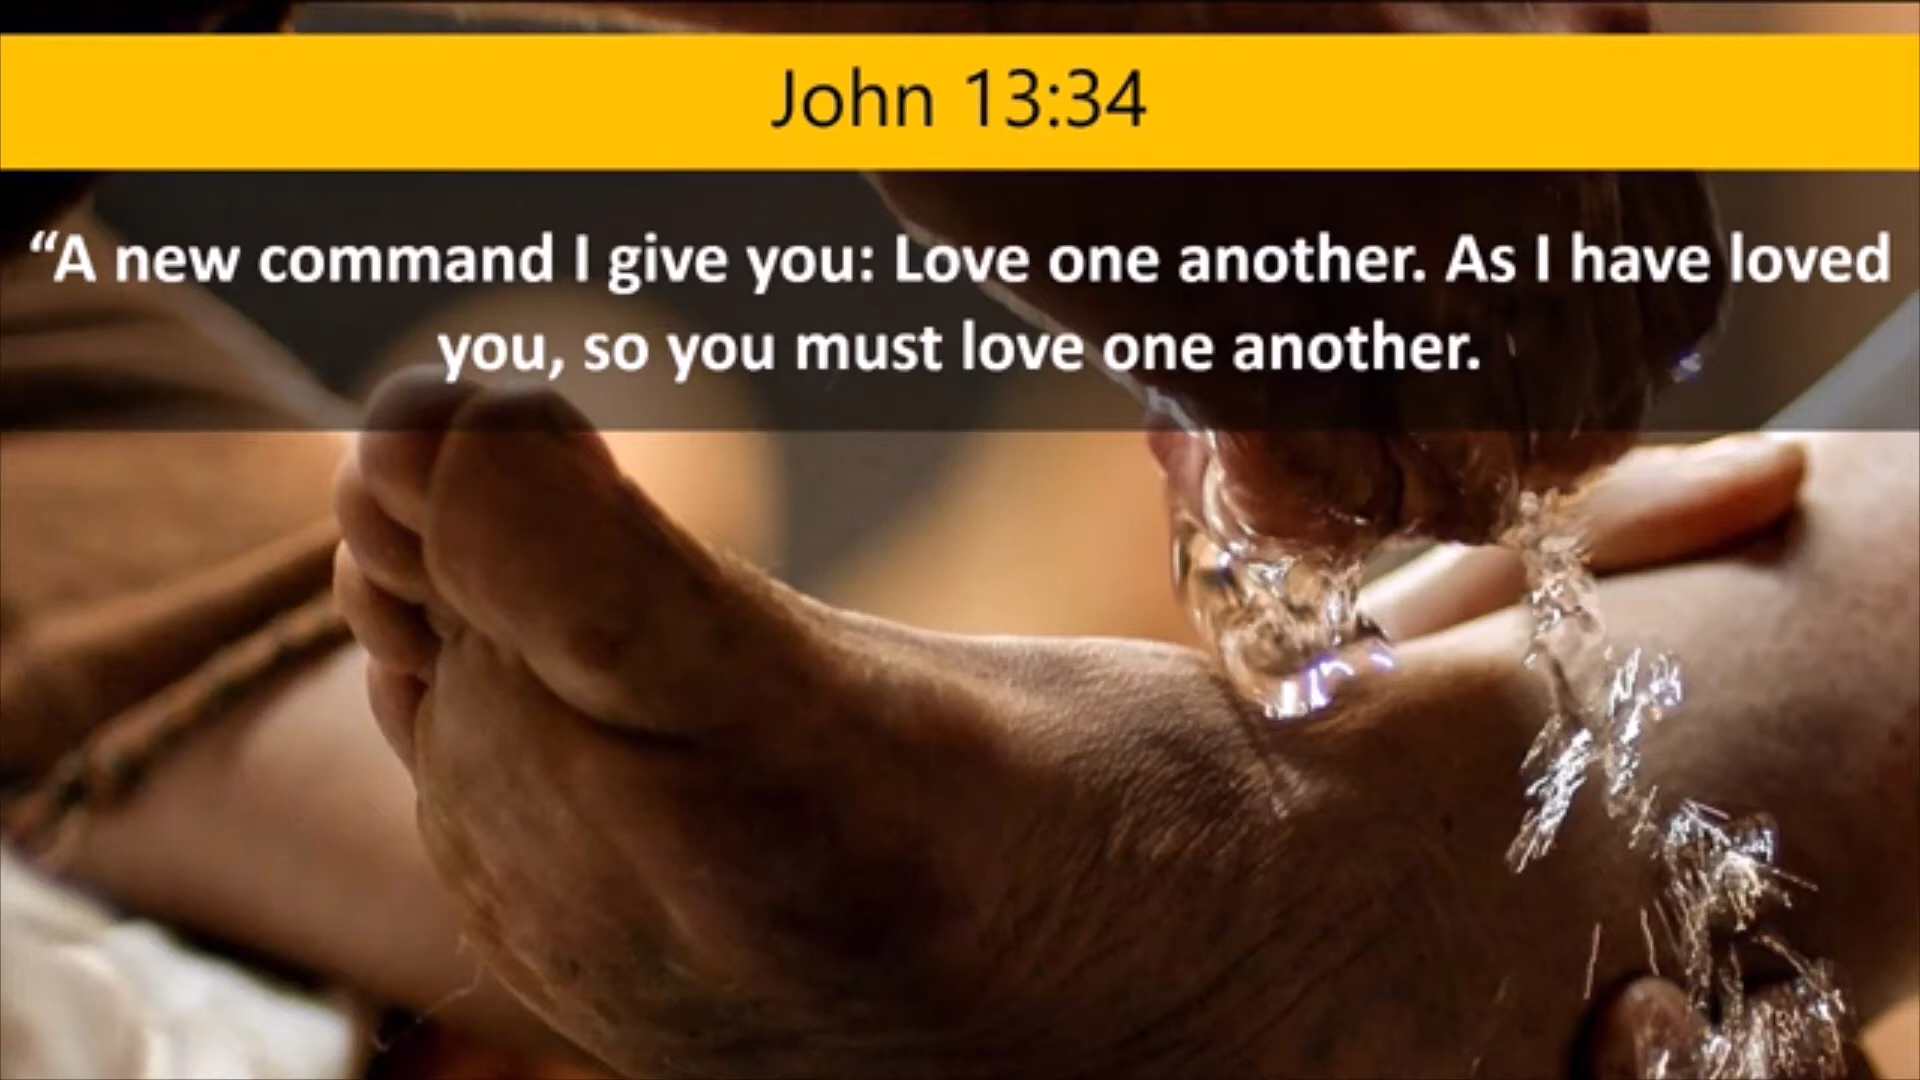 John 13:34
“A new command I give you: Love one another. As I have loved
you, so you must love one another.